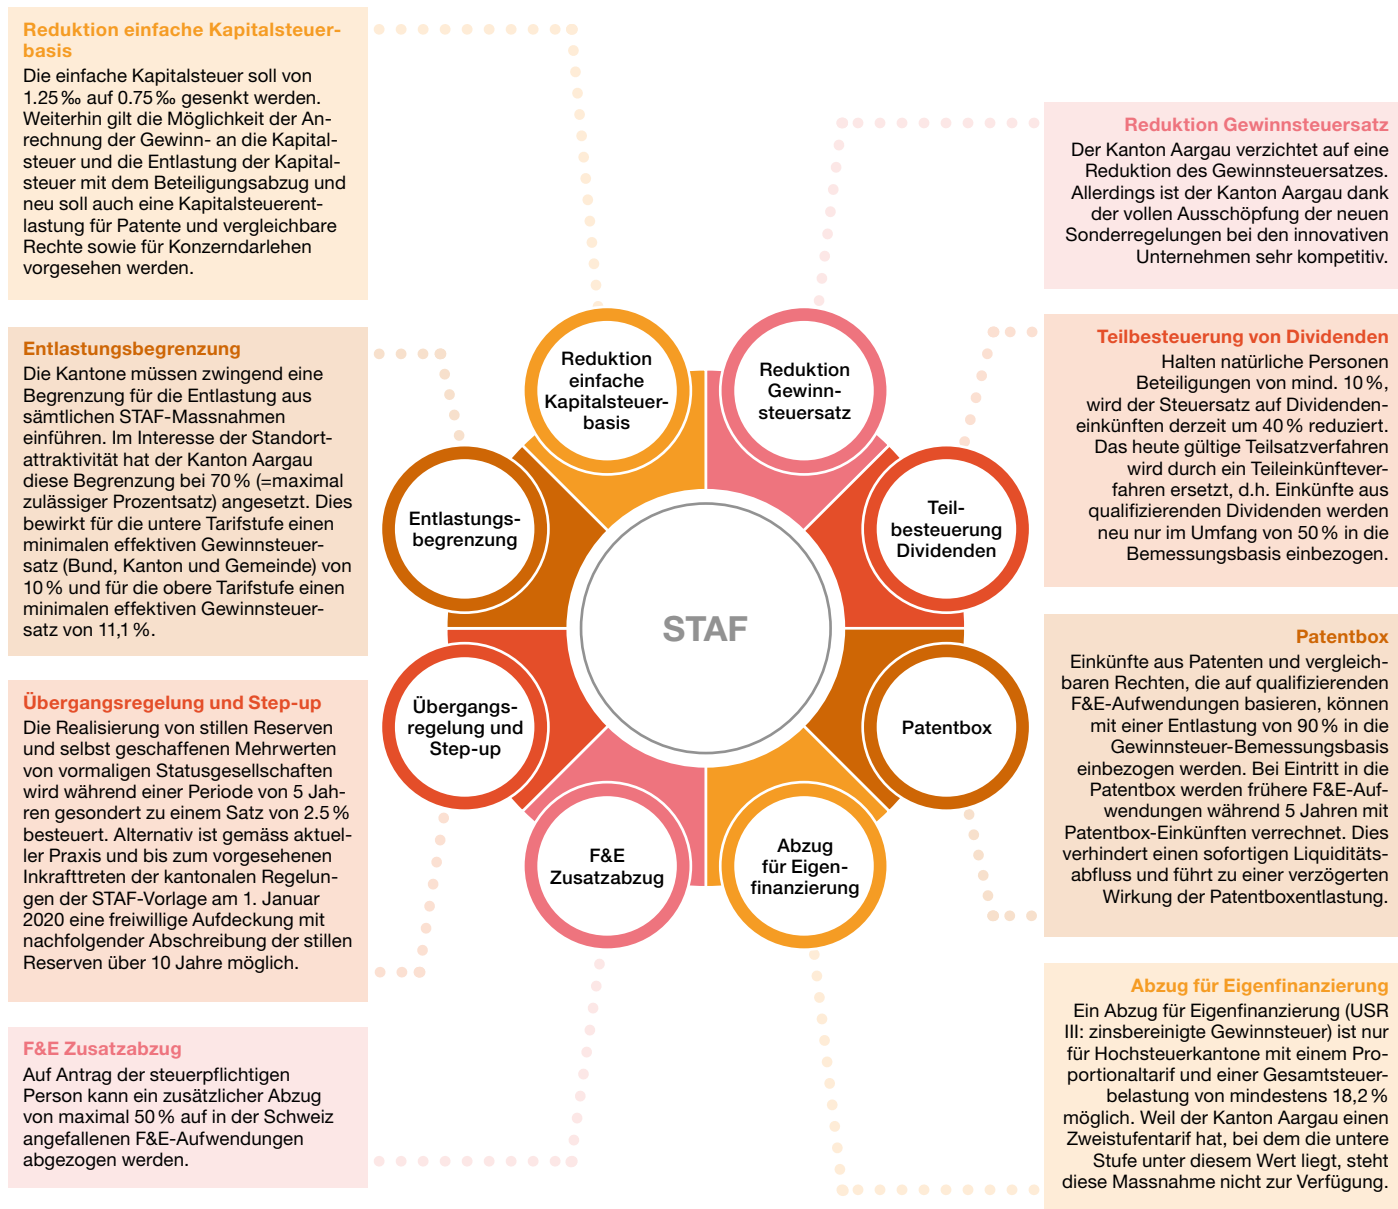 Reduktion einfache Kapitalsteuer-
basis
Die einfache Kapitalsteuer soll von
1.25‰ auf 0.75‰ gesenkt werden.
Weiterhin gilt die Möglichkeit der An-
rechnung der Gewinn- an die Kapital-
steuer und die Entlastung der Kapital-
steuer mit dem Beteiligungsabzug und
neu soll auch eine Kapitalsteuerent-
lastung für Patente und vergleichbare
Rechte sowie für Konzerndarlehen
vorgesehen werden.
Entlastungsbegrenzung
Die Kantone müssen zwingend eine
Begrenzung für die Entlastung aus
sämtlichen STAF-Massnahmen
einführen. Im Interesse der Standort-
attraktivität hat der Kanton Aargau
diese Begrenzung bei 70% (=maximal
zulässiger Prozentsatz) angesetzt. Dies
bewirkt für die untere Tarifstufe einen
minimalen effektiven Gewinnsteuer-
satz (Bund, Kanton und Gemeinde) von
10% und für die obere Tarifstufe einen
minimalen effektiven Gewinnsteuer-
satz von 11,1%.
Übergangsregelung und Step-up
Die Realisierung von stillen Reserven
und selbst geschaffenen Mehrwerten
von vormaligen Statusgesellschaften
wird während einer Periode von 5 Jah-
ren gesondert zu einem Satz von 2.5%
besteuert. Alternativ ist gemäss aktuel-
ler Praxis und bis zum vorgesehenen
Inkrafttreten der kantonalen Regelun-
gen der STAF-Vorlage am 1. Januar
2020 eine freiwillige Aufdeckung mit
nachfolgender Abschreibung der stillen
Reserven über 10 Jahre möglich.
F&E Zusatzabzug
Auf Antrag der steuerpflichtigen
Person kann ein zusätzlicher Abzug
von maximal 50% auf in der Schweiz
angefallenen F&E-Aufwendungen
abgezogen werden.
Reduktion
einfache
Kapitalsteuer-
basis
Reduktion
Gewinn-
steuersatz
Entlastungs-
begrenzung
Teil-
besteuerung
Dividenden
STAF
Übergangs-
regelung und
Step-up
Patentbox
F&E
Zusatzabzug
Abzug
für Eigen-
finanzierung
Reduktion Gewinnsteuersatz
Der Kanton Aargau verzichtet auf eine
Reduktion des Gewinnsteuersatzes.
Allerdings ist der Kanton Aargau dank
der vollen Ausschöpfung der neuen
Sonderregelungen bei den innovativen
Unternehmen sehr kompetitiv.
Teilbesteuerung von Dividenden
Halten natürliche Personen
Beteiligungen von mind. 10%,
wird der Steuersatz auf Dividenden-
einkünften derzeit um 40% reduziert.
Das heute gültige Teilsatzverfahren
wird durch ein Teileinkünftever-
fahren ersetzt, d.h. Einkünfte aus
qualifizierenden Dividenden werden
neu nur im Umfang von 50% in die
Bemessungsbasis einbezogen.
Patentbox
Einkünfte aus Patenten und vergleich-
baren Rechten, die auf qualifizierenden
F&E-Aufwendungen basieren, können
mit einer Entlastung von 90% in die
Gewinnsteuer-Bemessungsbasis
einbezogen werden. Bei Eintritt in die
Patentbox werden frühere F&E-Auf-
wendungen während 5 Jahren mit
Patentbox-Einkünften verrechnet. Dies
verhindert einen sofortigen Liquiditäts-
abfluss und führt zu einer verzögerten
Wirkung der Patentboxentlastung.
Abzug für Eigenfinanzierung
Ein Abzug für Eigenfinanzierung (USR
III: zinsbereinigte Gewinnsteuer) ist nur
für Hochsteuerkantone mit einem Pro-
portionaltarif und einer Gesamtsteuer-
belastung von mindestens 18,2%
möglich. Weil der Kanton Aargau einen
Zweistufentarif hat, bei dem die untere
Stufe unter diesem Wert liegt, steht
diese Massnahme nicht zur Verfügung.